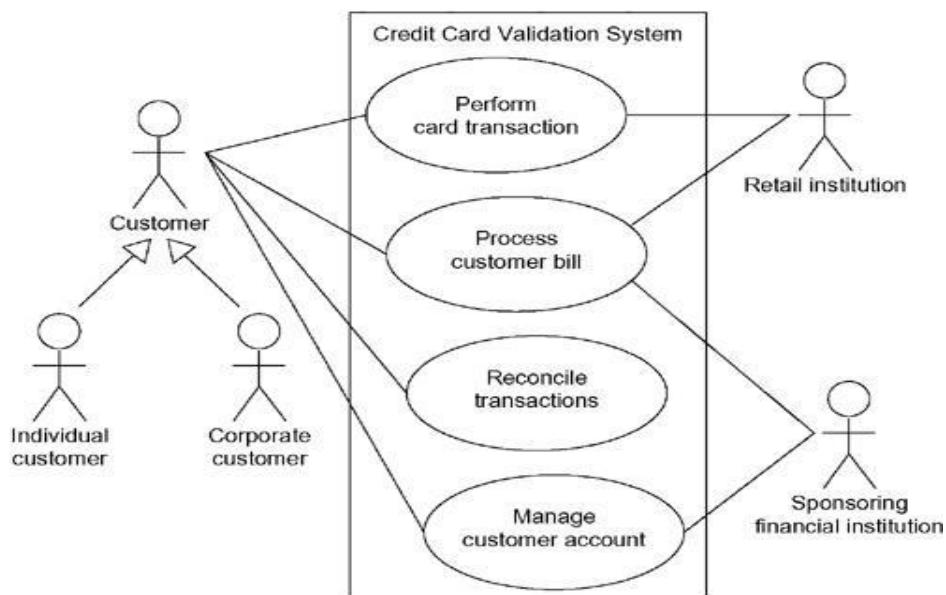 Credit Card Validation System
Perform
card transaction
Retail institution
Customer
Process
customer bill
Individual
customer
Corporate
customer
Reconcile
transactions
Manage
customer account
Sponsoring
financial institution